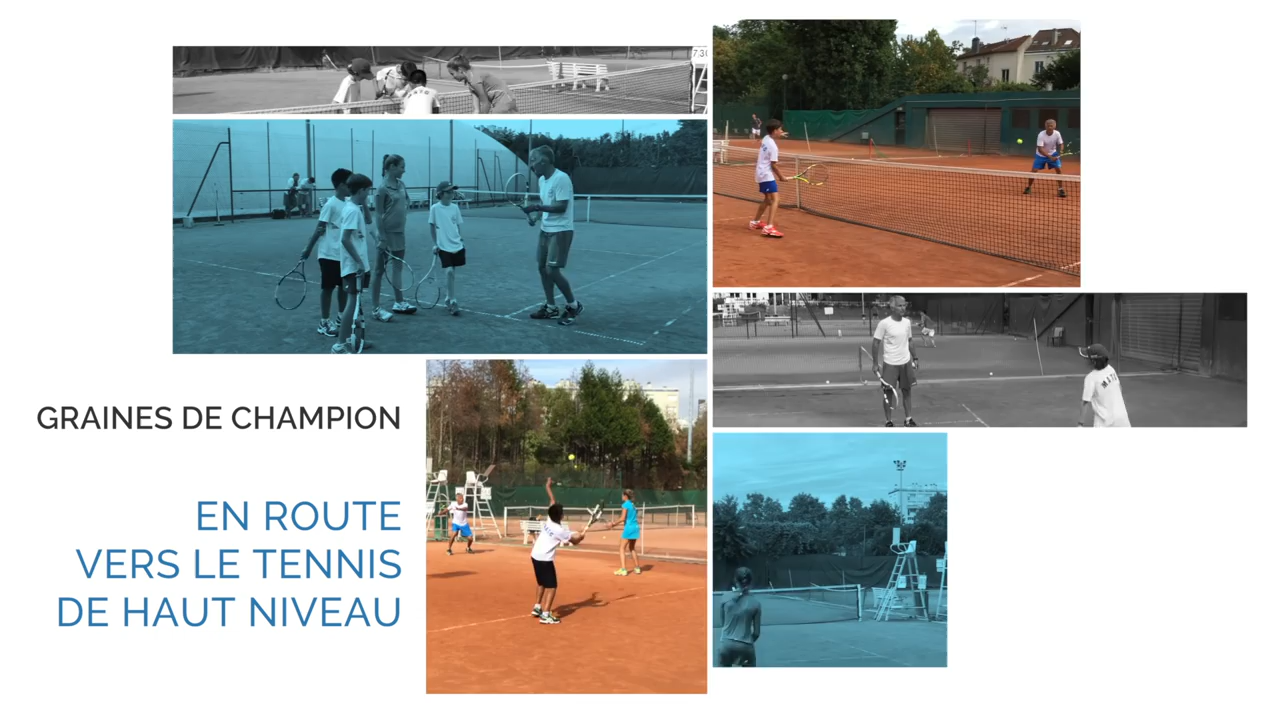 GRAINES DE CHAMPION
EN ROUTE
VERS LE TENNIS
DE HAUT NIVEAU